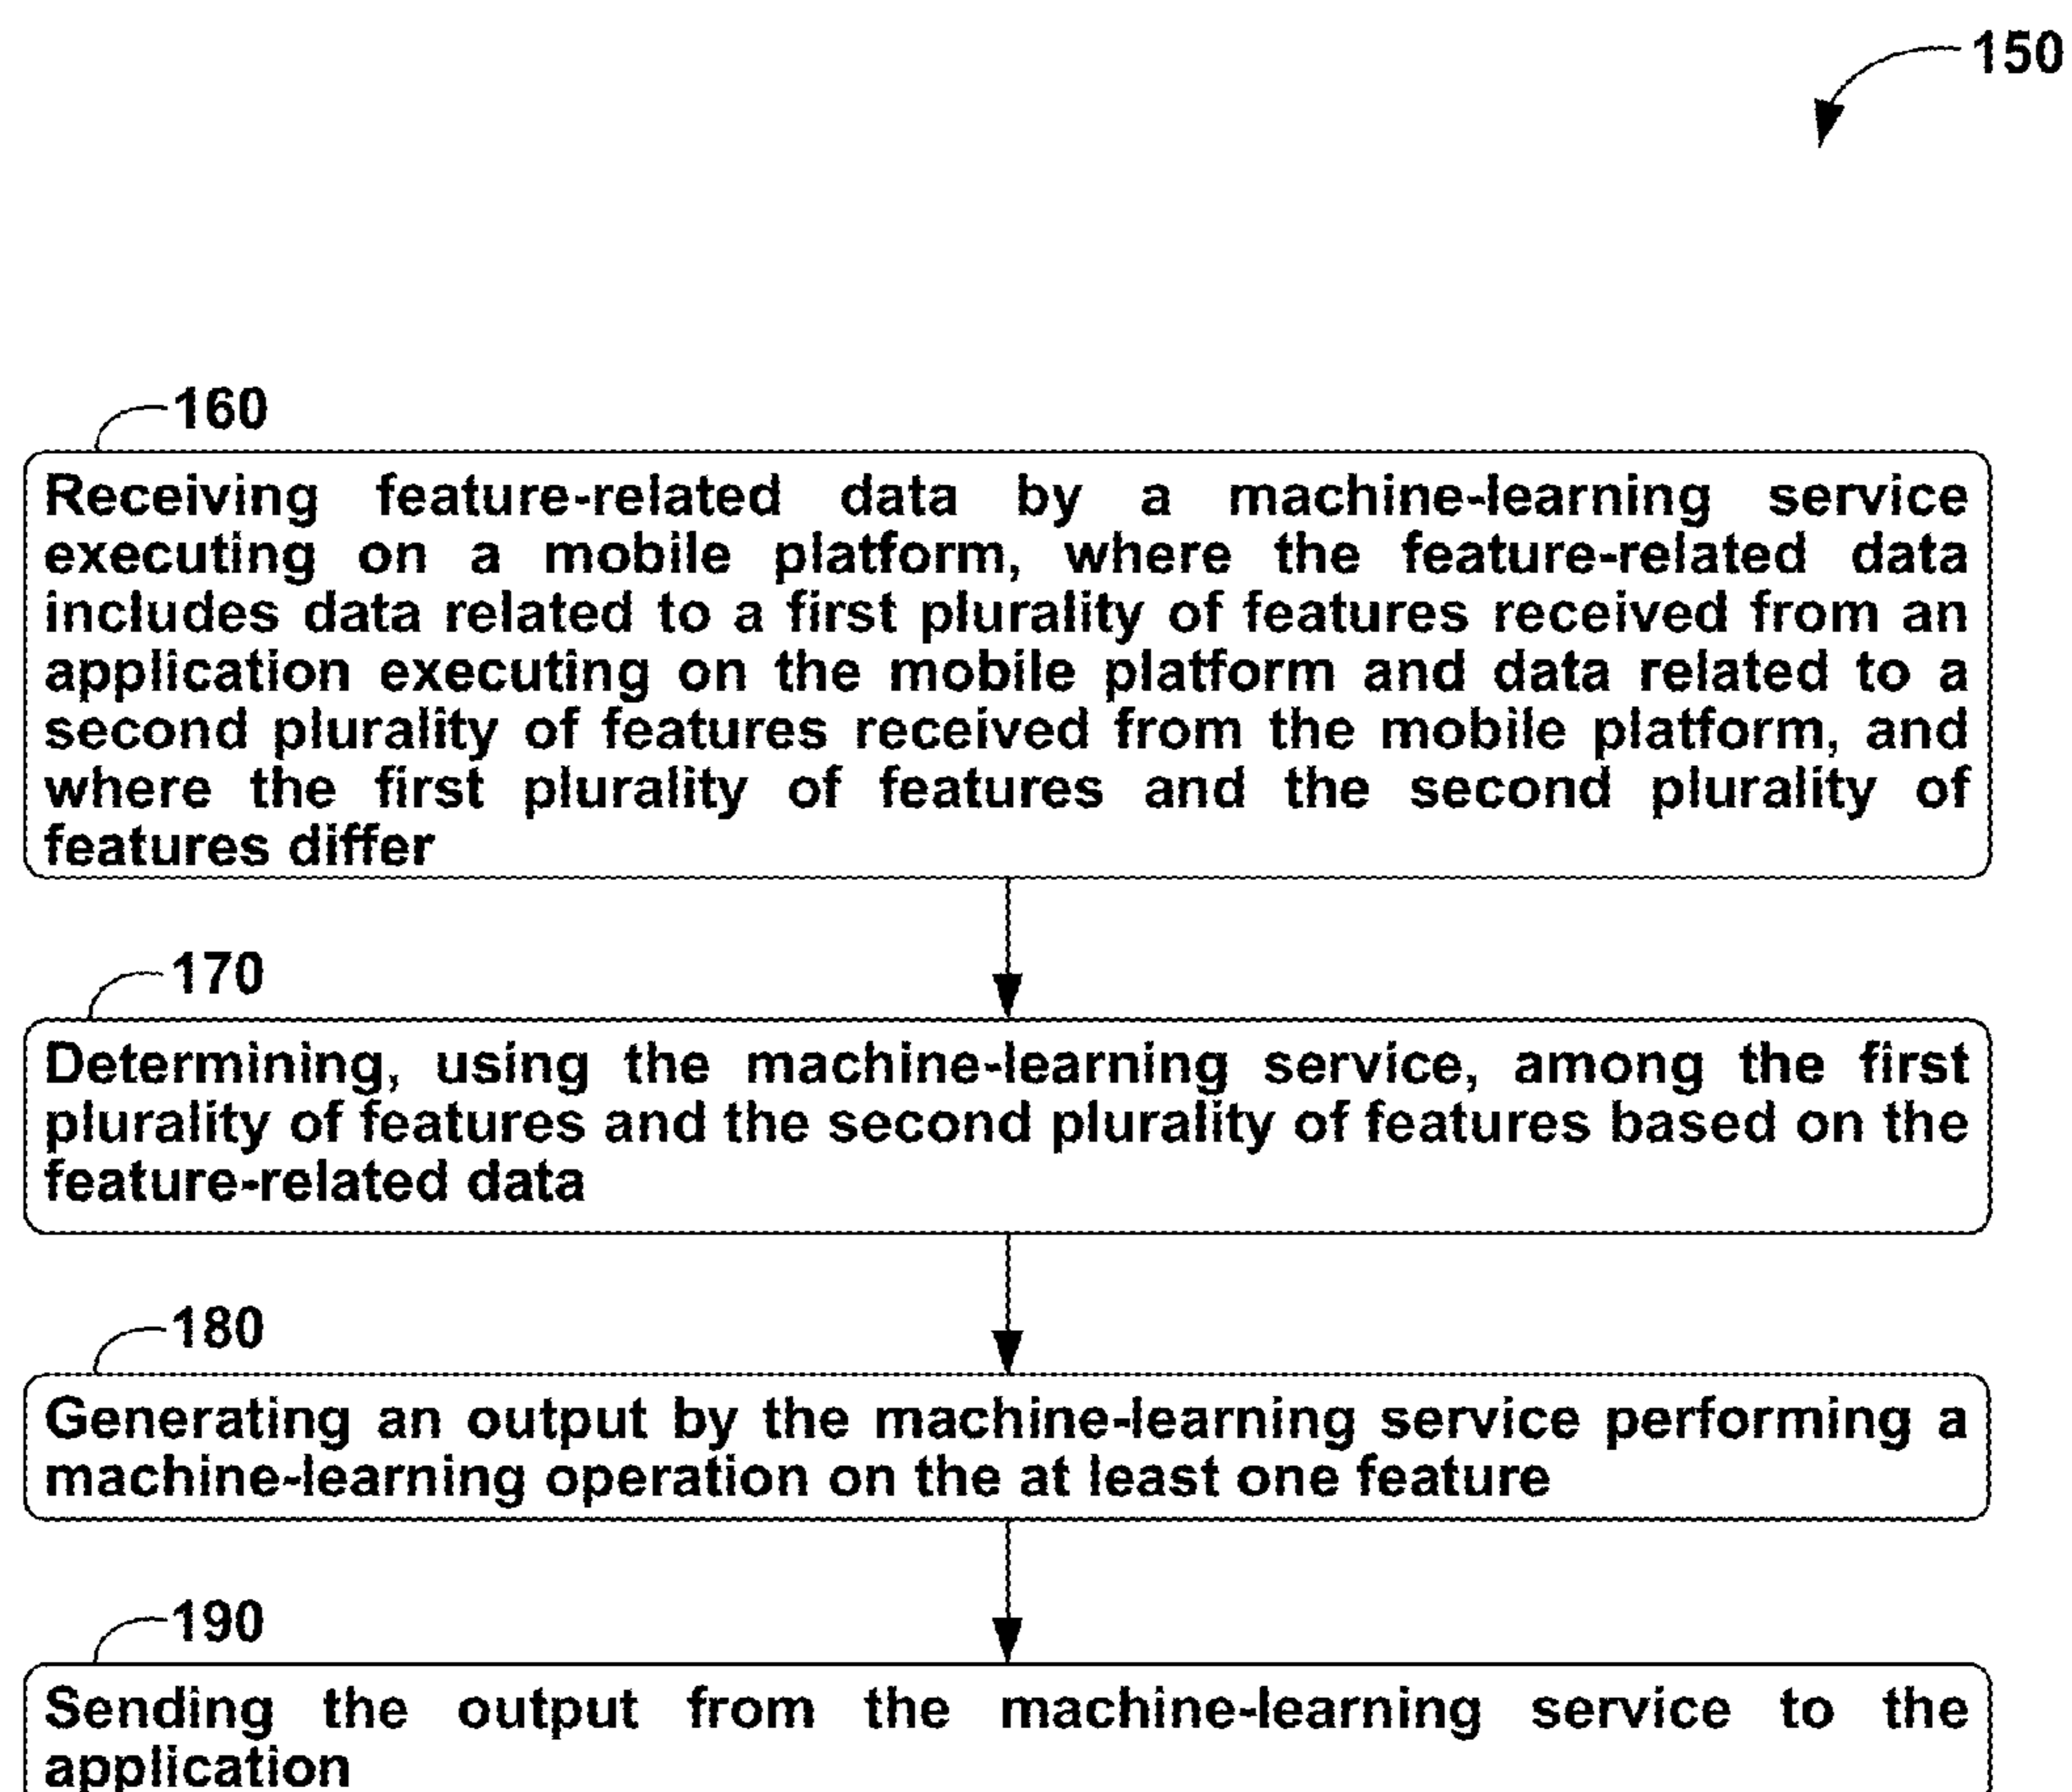 150
160
Receiving feature-related data by a machine-learning service
executing on a mobile platform, where the feature-related data
includes data related to a first plurality of features received from an
application executing on the mobile platform and data related to a
second plurality of features received from the mobile platform, and
where the first plurality of features and the second plurality of
features differ
170
Determining, using the machine-learning service, among the first
plurality of features and the second plurality of features based on the
feature-related data
180
Generating an output by the machine-learning service performing a
machine-learning operation on the at least one feature
190
Sending the output from the machine-learning service to the
application